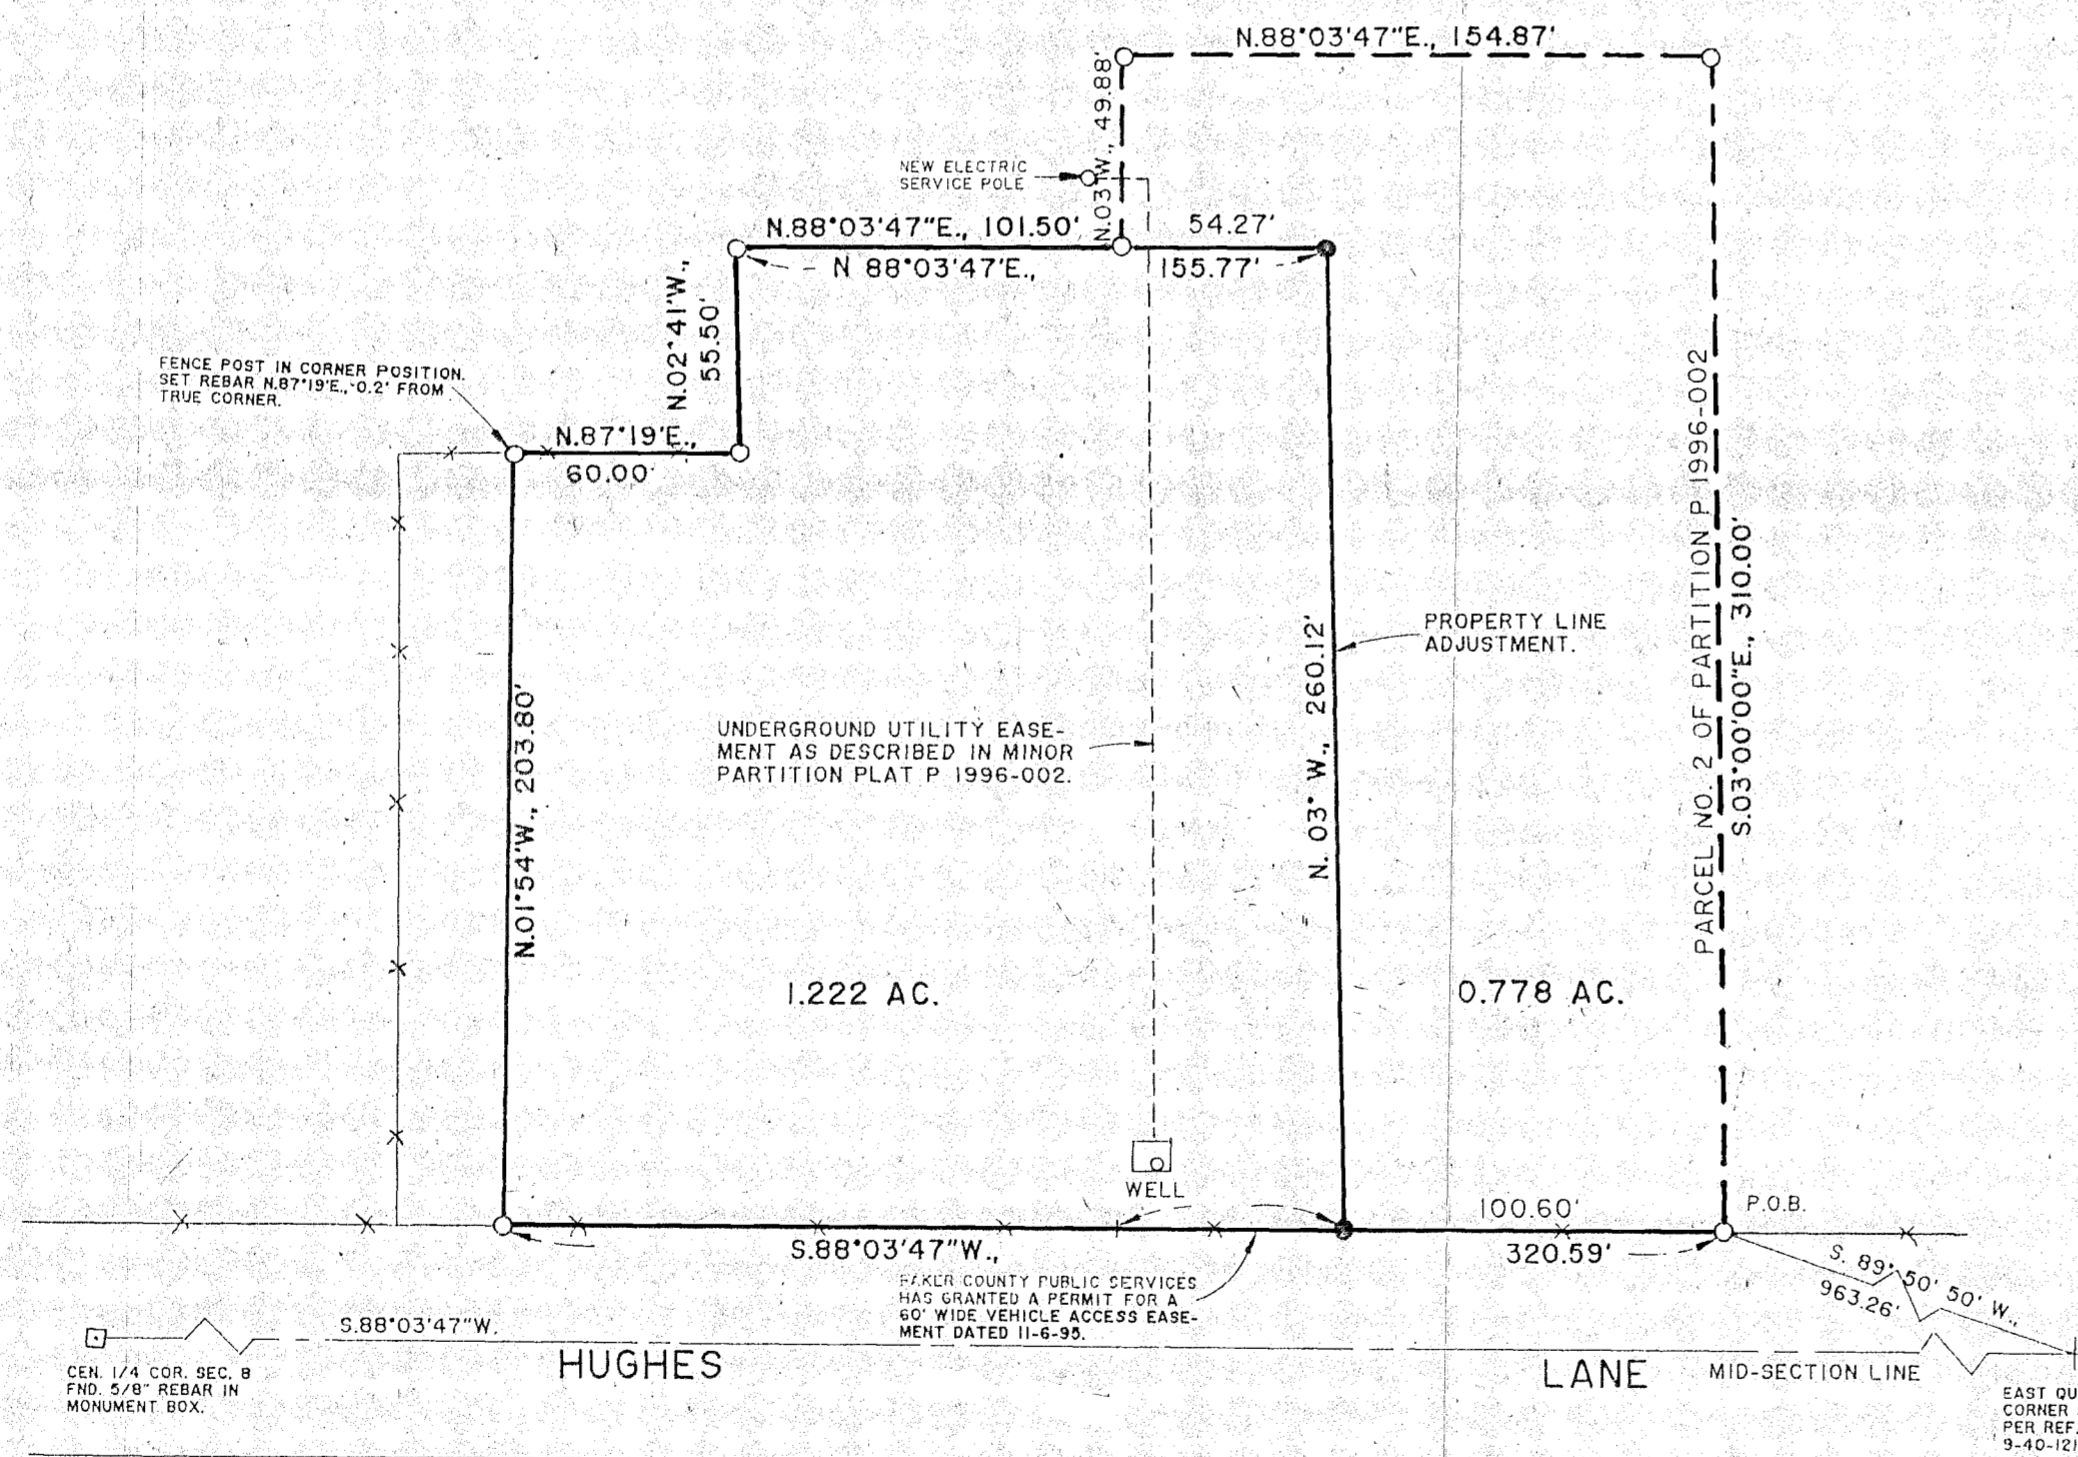 N.88°03'47"E., 154.87'
N.03°W., 49.88'
NEW ELECTRIC
SERVICE POLE
N.88°03'47"E., 101.50'
54.27'
N 88°03'47'E.,
155.77'
N.02°41'W.,
55.50'
FENCE POST IN CORNER POSITION.
SET REBAR N.87°19'E., 0.2' FROM
TRUE CORNER.
N.87°19'E.,
60.00'
PARCEL NO. 2 OF PARTITION P 1996-002
S.03°00'00"E., 310.00'
N. 03° W., 260.12'
PROPERTY LINE
ADJUSTMENT.
N.01°54'W., 203.80'
UNDERGROUND UTILITY EASE-
MENT AS DESCRIBED IN MINOR
PARTITION PLAT P 1996-002.
1.222 AC.
0.778 AC.
WELL
100.60'
P.O.B.
S.88°03'47"W.,
320.59'
S. 89° 50' 50" W.,
963.26'
BAKER COUNTY PUBLIC SERVICES
HAS GRANTED A PERMIT FOR A
60' WIDE VEHICLE ACCESS EASE-
MENT DATED 11-6-95.
S.88°03'47"W.
HUGHES
LANE
MID-SECTION LINE
CEN. 1/4 COR. SEC. 8
FND. 5/8" REBAR IN
MONUMENT BOX.
EAST QU
CORNER
PER REF.
9-40-121